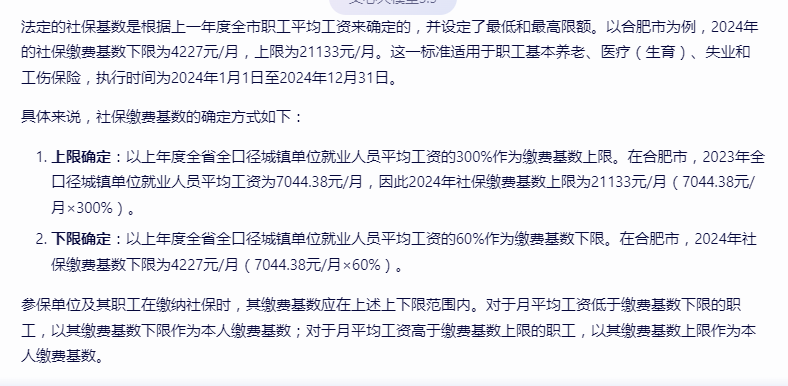 法定的社保基数是根据上一年度全市职工平均工资来确定的，并设定了最低和最高限额。以合肥市为例，2024年
的社保缴费基数下限为4227元/月，上限为21133元/月。这一标准适用于职工基本养老、医疗（生育）、失业和
工伤保险，执行时间为2024年1月1日至2024年12月31日。
具体来说，社保缴费基数的确定方式如下：
1. 上限确定：以上年度全省全口径城镇单位就业人员平均工资的300%作为缴费基数上限。在合肥市，2023年全
口径城镇单位就业人员平均工资为7044.38元/月，因此2024年社保缴费基数上限为21133元/月（7044.38元/
月×300%）。
2. 下限确定：以上年度全省全口径城镇单位就业人员平均工资的60%作为缴费基数下限。在合肥市，2024年社
保缴费基数下限为4227元/月（7044.38元/月×60%）。
参保单位及其职工在缴纳社保时，其缴费基数应在上述上下限范围内。对于月平均工资低于缴费基数下限的职
工，以其缴费基数下限作为本人缴费基数；对于月平均工资高于缴费基数上限的职工，以其缴费基数上限作为本
人缴费基数。